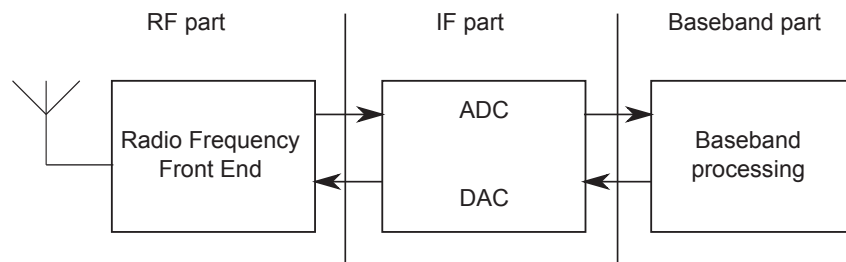 RF part
IF part
Baseband part
Radio Frequency
Front End
ADC
DAC
Baseband
processing